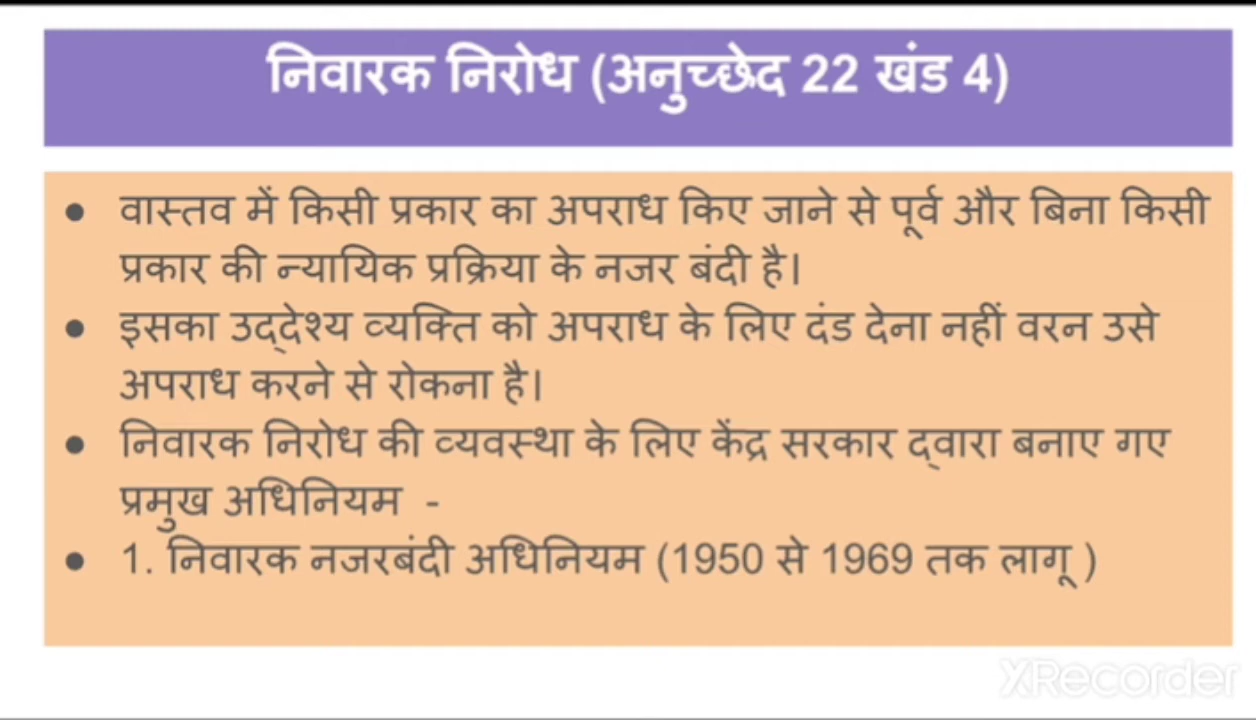 निवारक निरोध (अनुच्छेद 22 खंड 4)
● वास्तव में किसी प्रकार का अपराध किए जाने से पूर्व और बिना किसी
प्रकार की न्यायिक प्रक्रिया के नजर बंदी है।
● इसका उद्देश्य व्यक्ति को अपराध के लिए दंड देना नहीं वरन उसे
अपराध करने से रोकना है।
● निवारक निरोध की व्यवस्था के लिए केंद्र सरकार द्वारा बनाए गए
प्रमुख अधिनियम -
● 1. निवारक नजरबंदी अधिनियम (1950 से 1969 तक लागू )
XRecorder